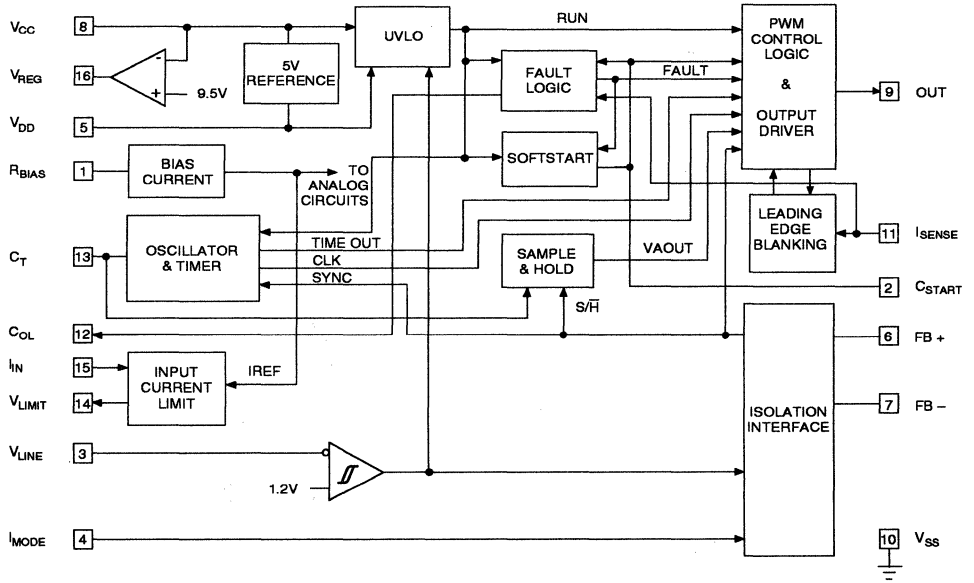 V_CC 8
V_REG 16
V_DD 5
R_BIAS 1
C_T 13
C_OL 12
I_IN 15
V_LIMIT 14
V_LINE 3
I_MODE 4
-
+
9.5V
5V
REFERENCE
UVLO
RUN
FAULT
LOGIC
FAULT
SOFTSTART
PWM
CONTROL
LOGIC
&
OUTPUT
DRIVER
9 OUT
BIAS
CURRENT
TO
ANALOG
CIRCUITS
OSCILLATOR
& TIMER
TIME OUT
CLK
SYNC
SAMPLE
& HOLD
VAOUT
S/H̅
LEADING
EDGE
BLANKING
11 I_SENSE
2 C_START
6 FB +
7 FB –
INPUT
CURRENT
LIMIT
IREF
ISOLATION
INTERFACE
1.2V
10 V_SS